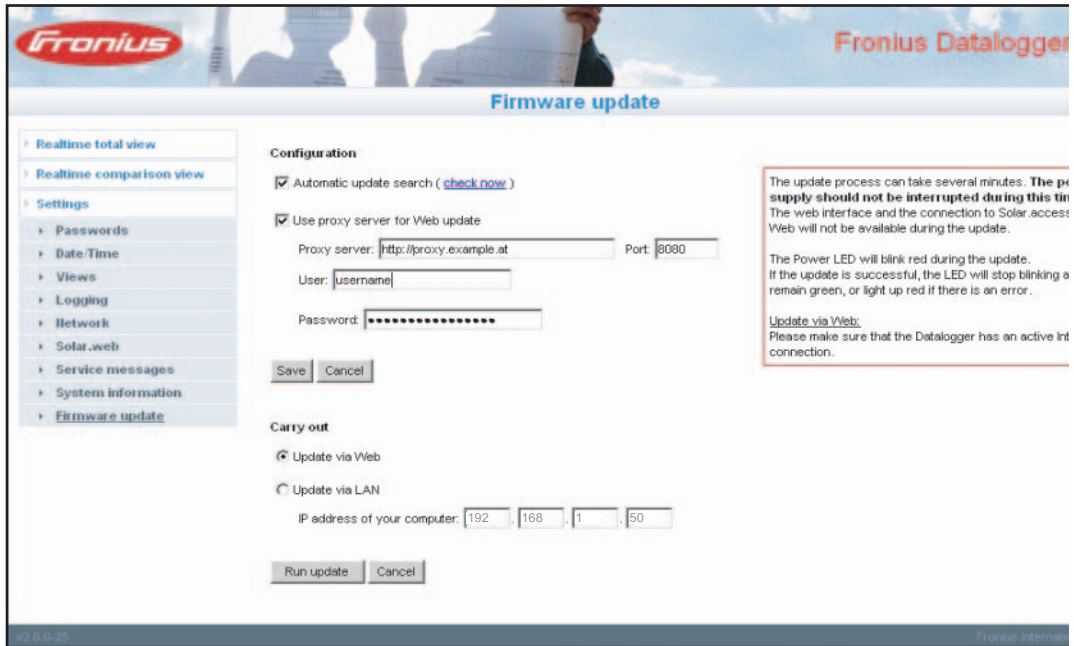 Fronius
Fronius Datalogger
Firmware update
Realtime total view
Realtime comparison view
Settings
Passwords
Date/Time
Views
Logging
Network
Solar.web
Service messages
System information
Firmware update
Configuration
Automatic update search ( check now )
Use proxy server for Web update
Proxy server: http://proxy.example.at Port: 8080
User: username
Password: ••••••••••••••••
Save Cancel
Carry out
Update via Web
Update via LAN
IP address of your computer: 192 . 168 . 1 . 50
Run update Cancel
The update process can take several minutes. The po
supply should not be interrupted during this tim
The web interface and the connection to Solar.access
Web will not be available during the update.
The Power LED will blink red during the update.
If the update is successful, the LED will stop blinking a
remain green, or light up red if there is an error.
Update via Web:
Please make sure that the Datalogger has an active Int
connection.
v2.0.0-25
Fronius Internati